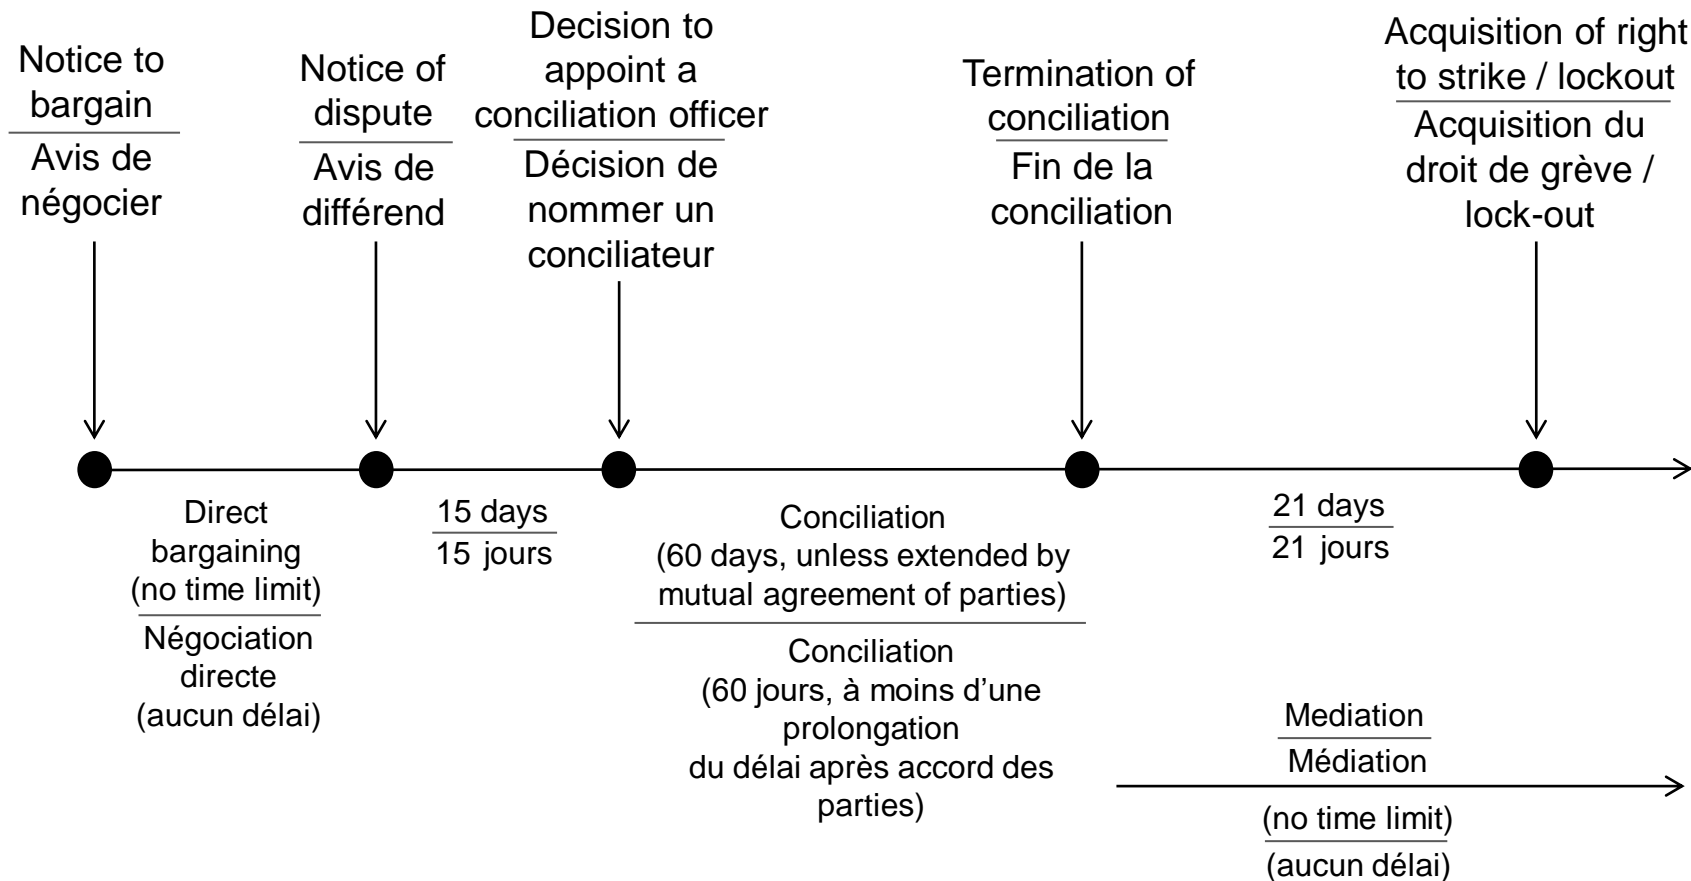 Notice to
bargain
Avis de
négocier
Notice of
dispute
Avis de
différend
Decision to
appoint a
conciliation officer
Décision de
nommer un
conciliateur
Termination of
conciliation
Fin de la
conciliation
Acquisition of right
to strike / lockout
Acquisition du
droit de grève /
lock-out
Direct
bargaining
(no time limit)
Négociation
directe
(aucun délai)
15 days
15 jours
Conciliation
(60 days, unless extended by
mutual agreement of parties)
Conciliation
(60 jours, à moins d’une
prolongation
du délai après accord des
parties)
21 days
21 jours
Mediation
Médiation
(no time limit)
(aucun délai)